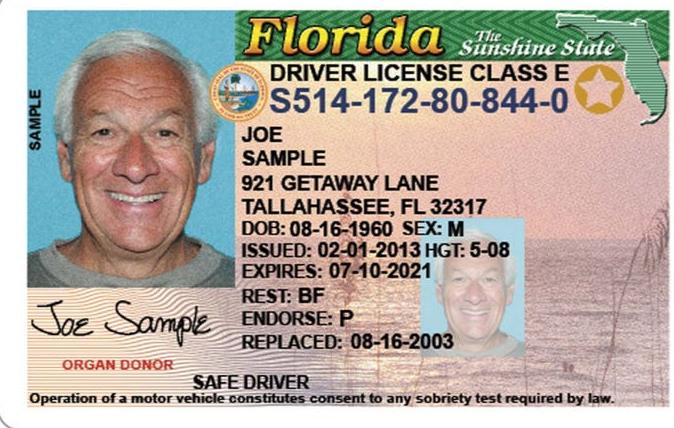 Florida The Sunshine State
SAMPLE
DRIVER LICENSE CLASS E
S514-172-80-844-0
JOE
SAMPLE
921 GETAWAY LANE
TALLAHASSEE, FL 32317
DOB: 08-16-1960 SEX: M
ISSUED: 02-01-2013 HGT: 5-08
EXPIRES: 07-10-2021
REST: BF
ENDORSE: P
REPLACED: 08-16-2003
Joe Sample
ORGAN DONOR
SAFE DRIVER
Operation of a motor vehicle constitutes consent to any sobriety test required by law.